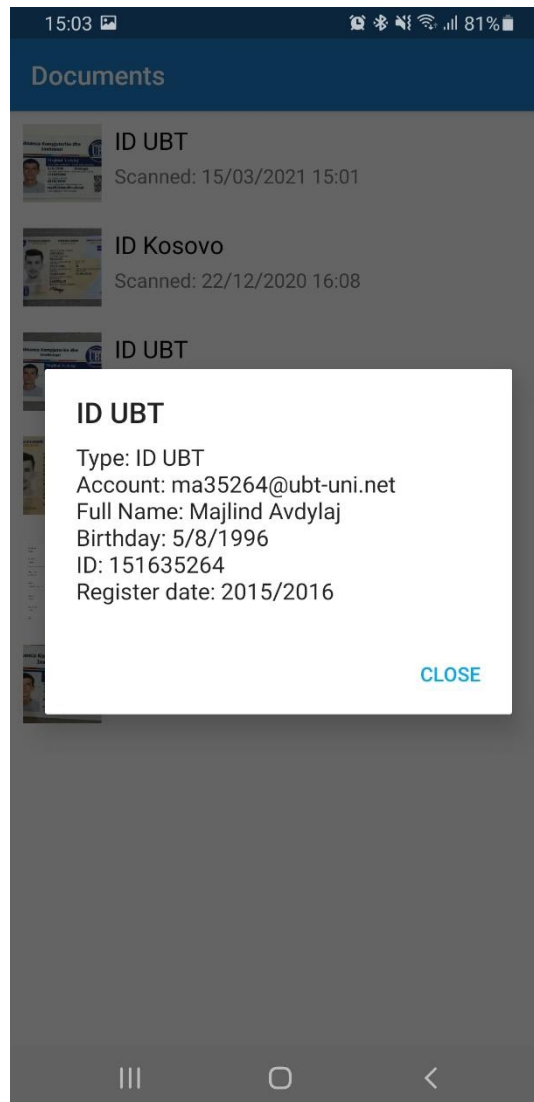 15:03
81%
Documents
ID UBT
Scanned: 15/03/2021 15:01
ID Kosovo
Scanned: 22/12/2020 16:08
ID UBT
ID UBT
Type: ID UBT
Account: ma35264@ubt-uni.net
Full Name: Majlind Avdylaj
Birthday: 5/8/1996
ID: 151635264
Register date: 2015/2016
CLOSE